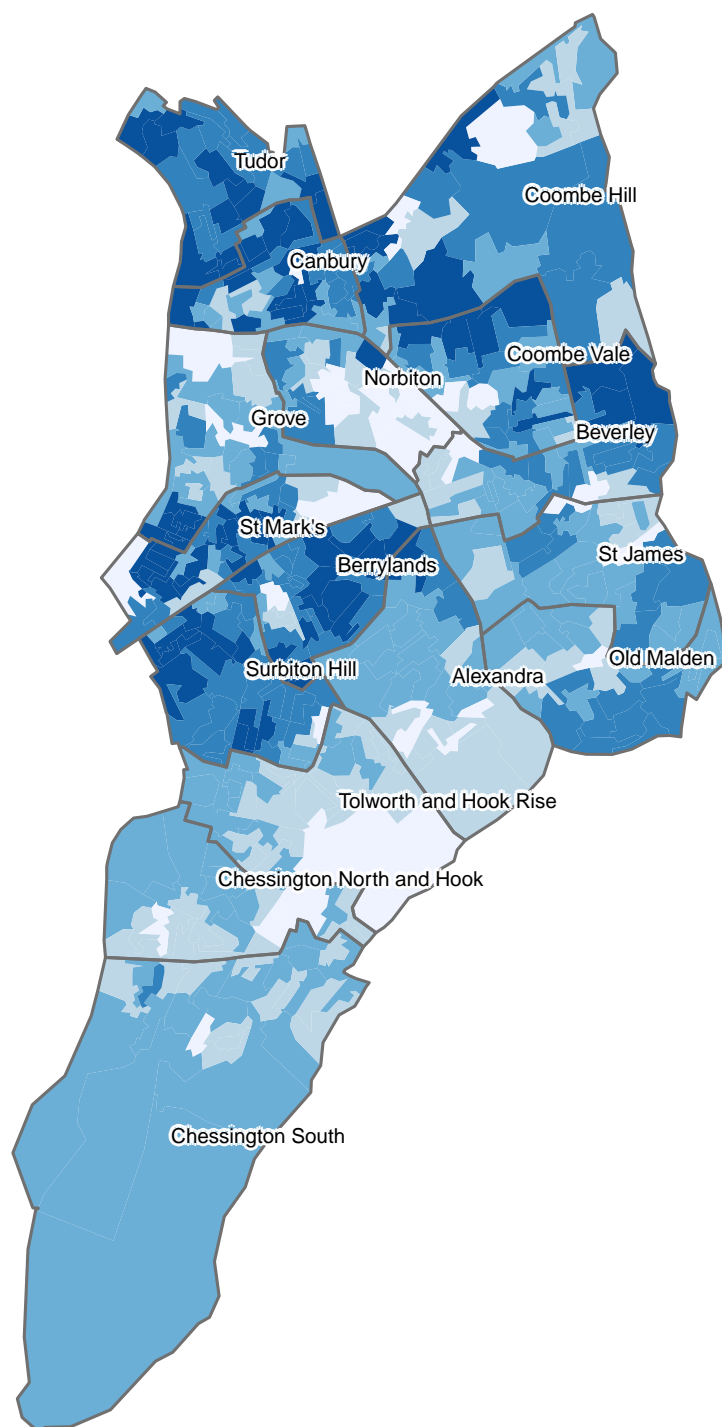 Tudor
Coombe Hill
Canbury
Coombe Vale
Norbiton
Grove
Beverley
St Mark's
St James
Berrylands
Old Malden
Surbiton Hill
Alexandra
Tolworth and Hook Rise
Chessington North and Hook
Chessington South